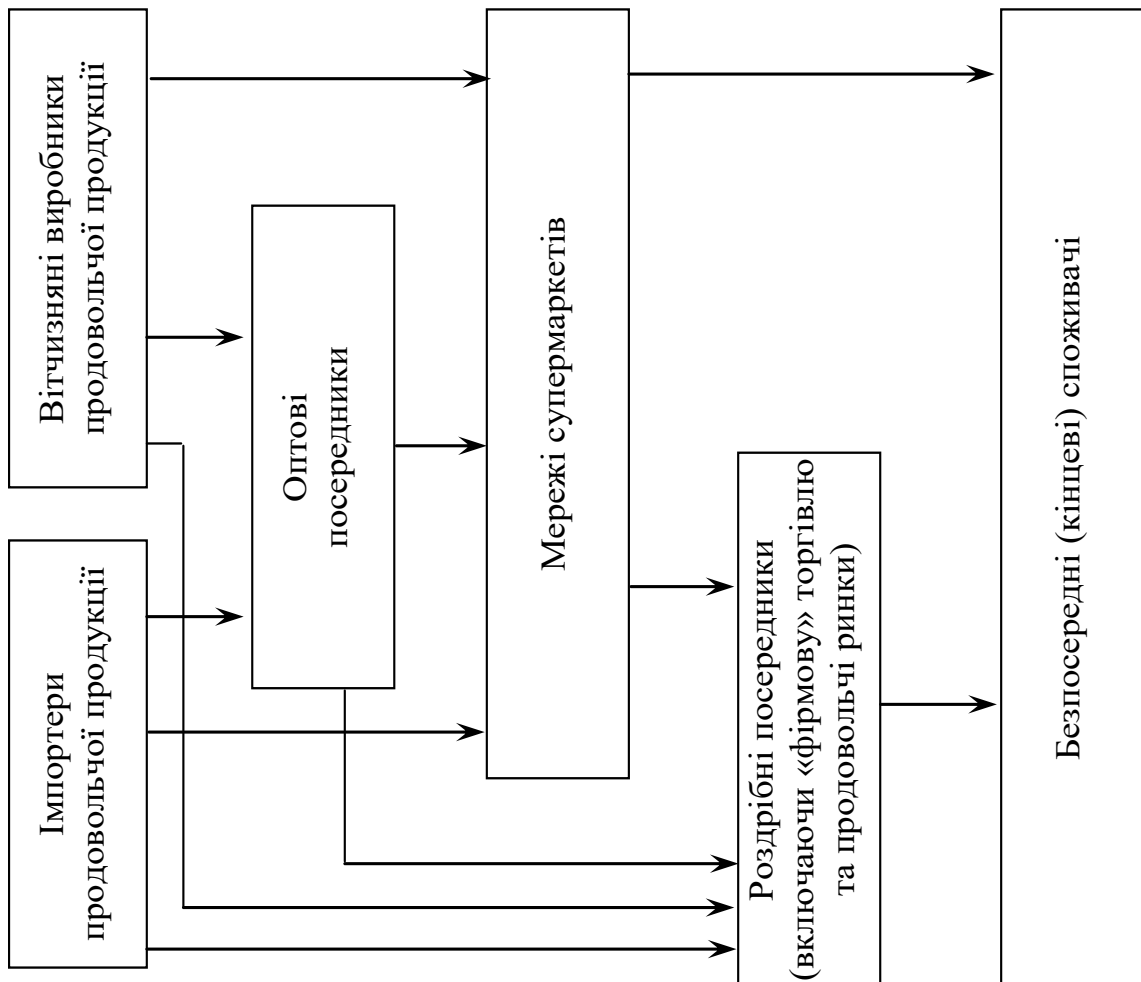 Імпортери
продовольчої продукції
Вітчизняні виробники
продовольчої продукції
Оптові
посередники
Мережі супермаркетів
Роздрібні посередники
(включаючи «фірмову» торгівлю
та продовольчі ринки)
Безпосередні (кінцеві) споживачі